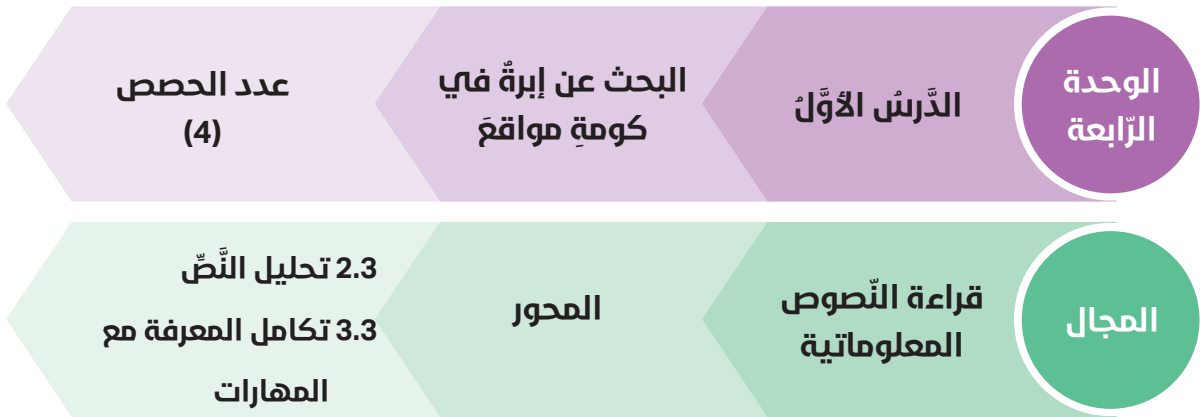 الوحدة
الرّابعة
الدَّرسُ الأوَّلُ
البحث عن إبرةٌ في
كومةِ مواقعَ
عدد الحصص
(4)
المجال
قراءة النّصوص
المعلوماتية
المحور
2.3 تحليل النَّصِّ
3.3 تكامل المعرفة مع
المهارات